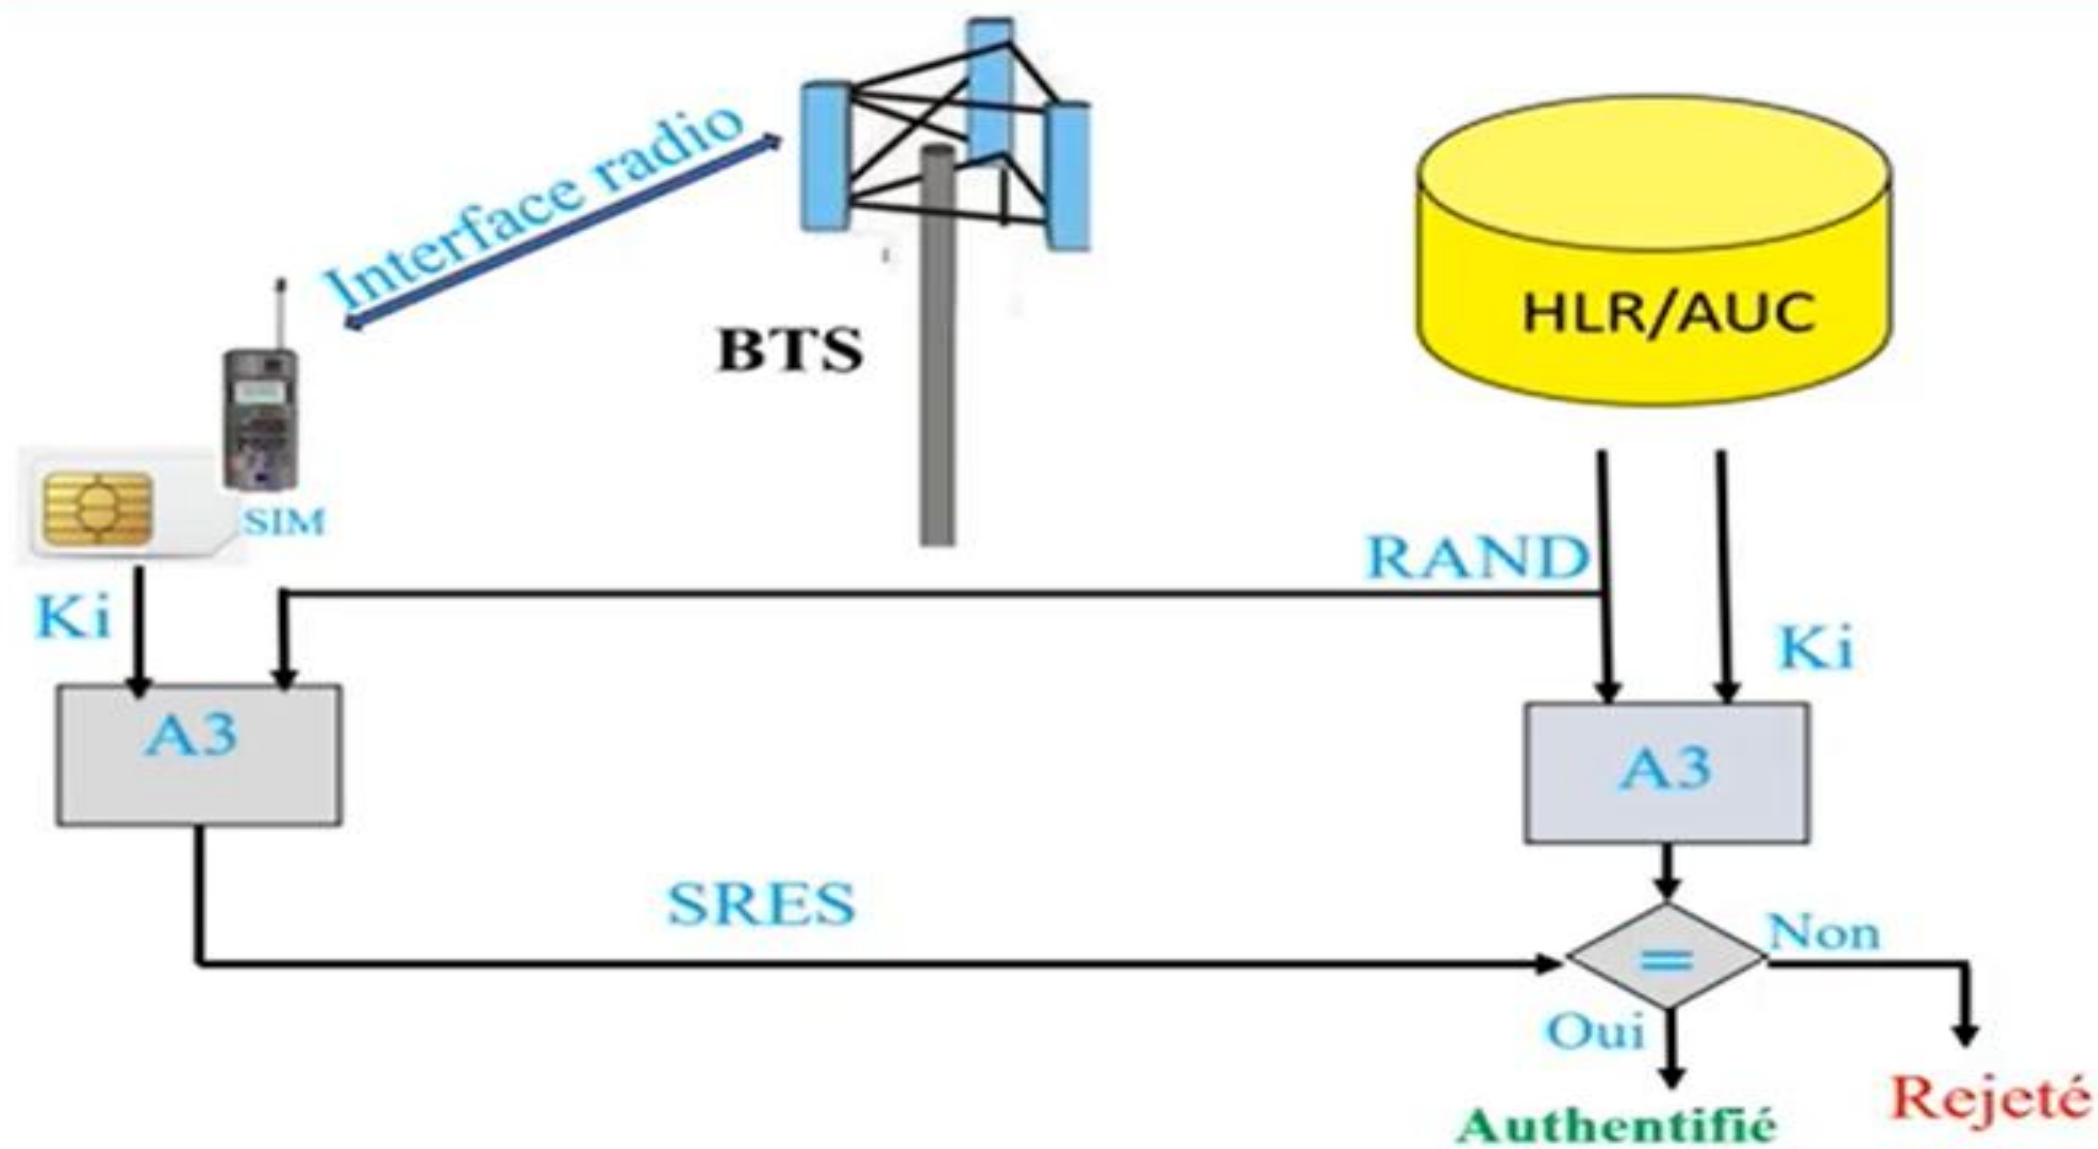 Interface radio
BTS
HLR/AUC
SIM
RAND
Ki
Ki
A3
A3
SRES
=
Non
Oui
Rejeté
Authentifié